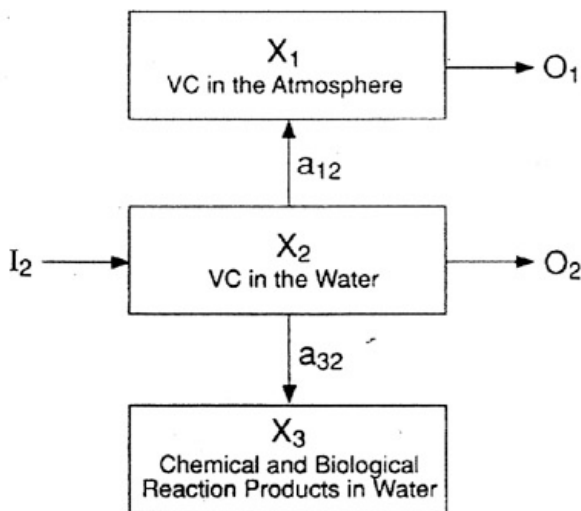 X₁
VC in the Atmosphere
O₁
a₁₂
I₂
X₂
VC in the Water
O₂
a₃₂
X₃
Chemical and Biological
Reaction Products in Water